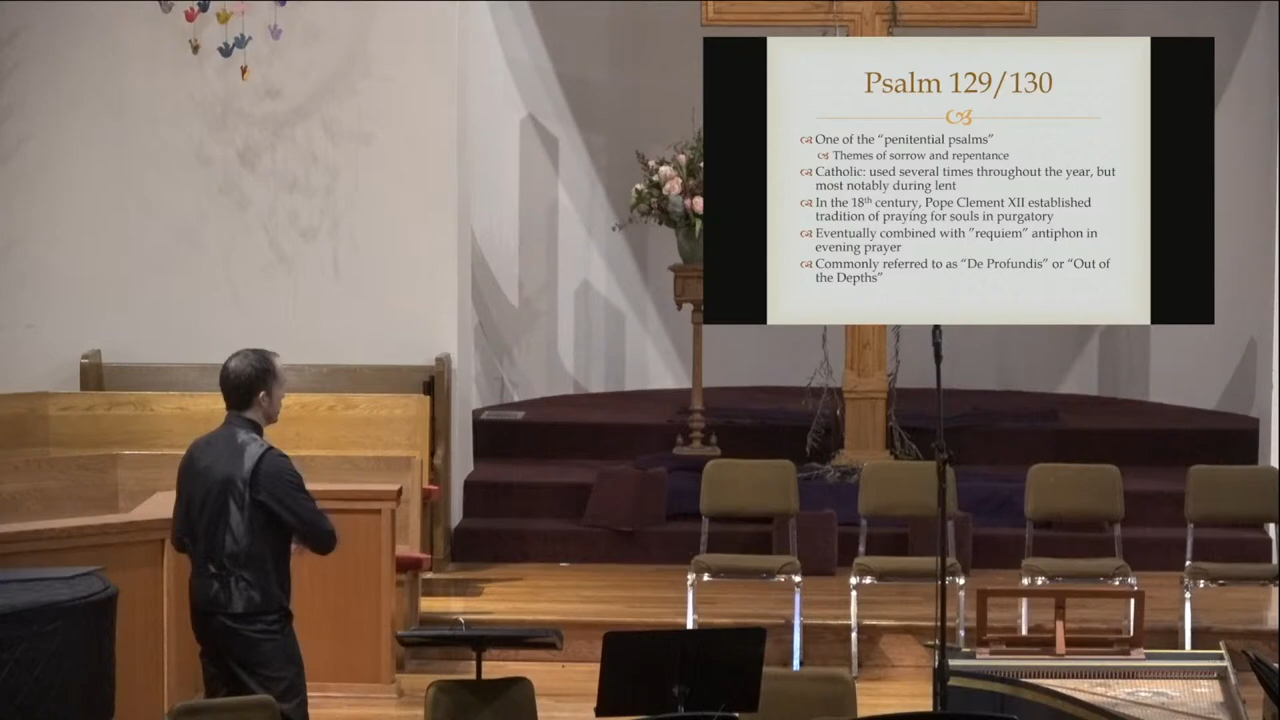 Psalm 129/130
One of the “penitential psalms”
Themes of sorrow and repentance
Catholic: used several times throughout the year, but
most notably during lent
In the 18th century, Pope Clement XII established
tradition of praying for souls in purgatory
Eventually combined with ”requiem” antiphon in
evening prayer
Commonly referred to as “De Profundis” or “Out of
the Depths”